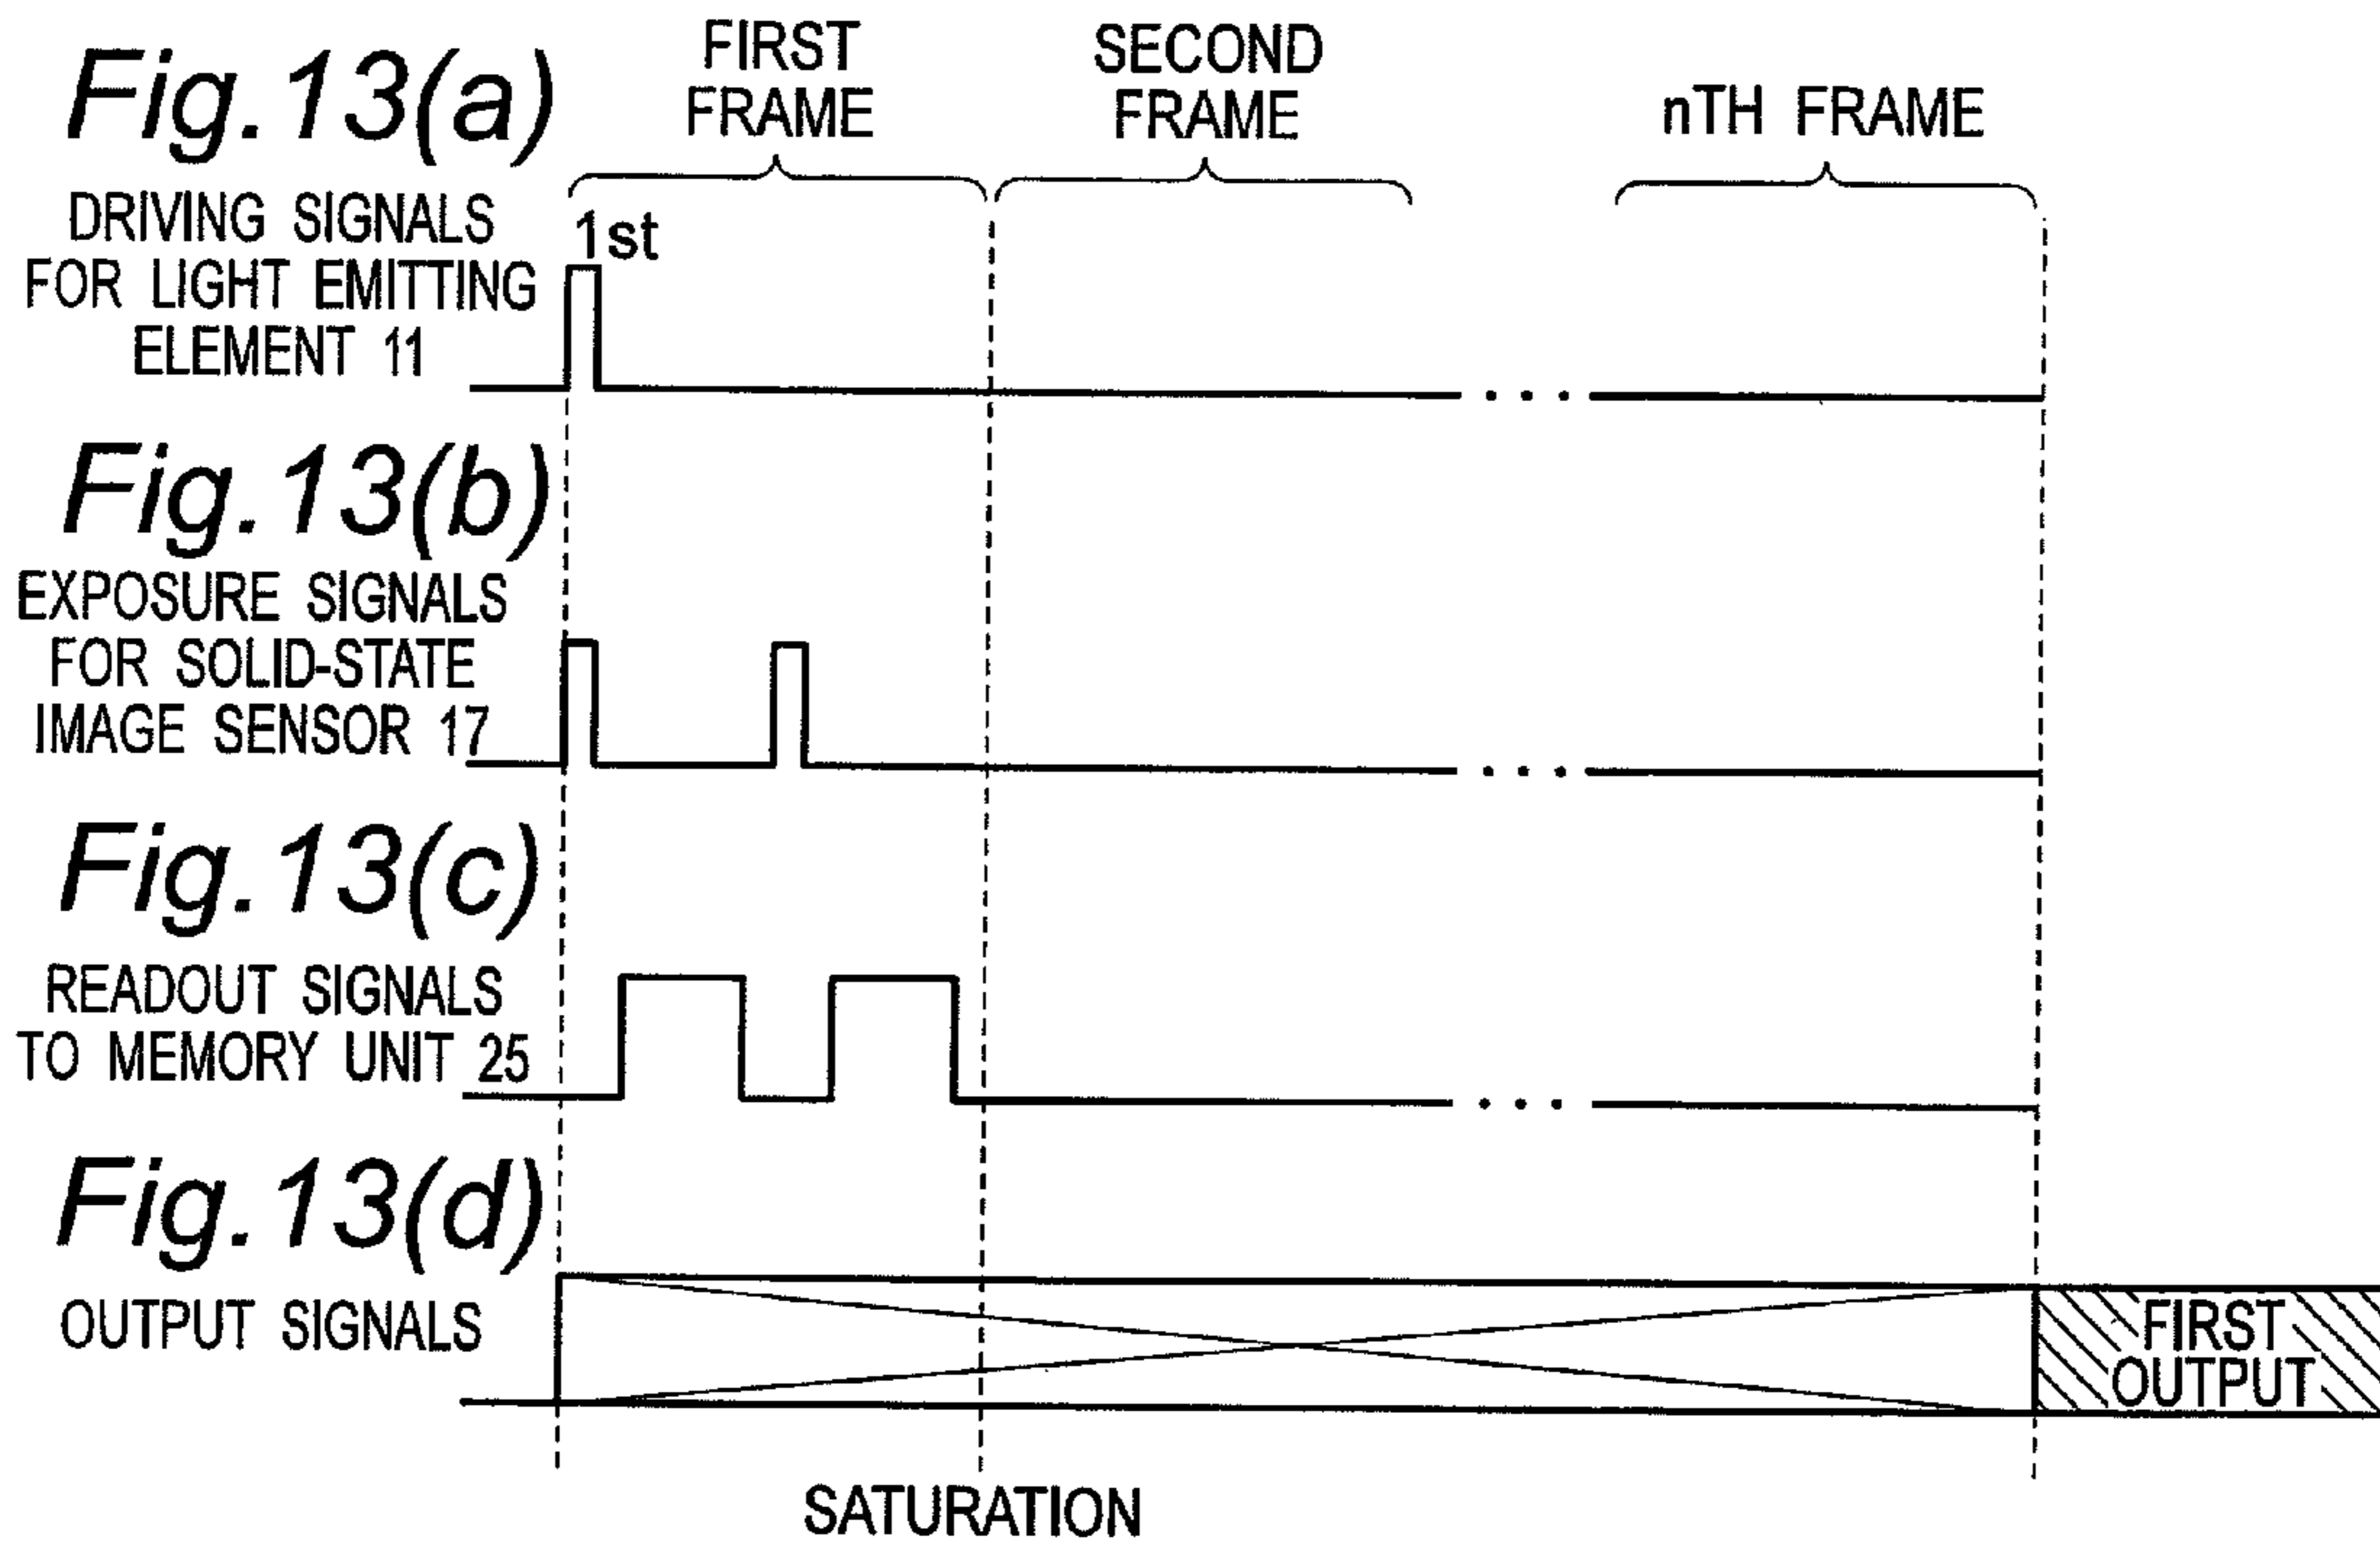 Fig.13(a)
FIRST
FRAME
SECOND
FRAME
nTH FRAME
DRIVING SIGNALS
FOR LIGHT EMITTING
ELEMENT 11
1st
Fig.13(b)
EXPOSURE SIGNALS
FOR SOLID-STATE
IMAGE SENSOR 17
Fig.13(c)
READOUT SIGNALS
TO MEMORY UNIT 25
Fig.13(d)
OUTPUT SIGNALS
FIRST
OUTPUT
SATURATION